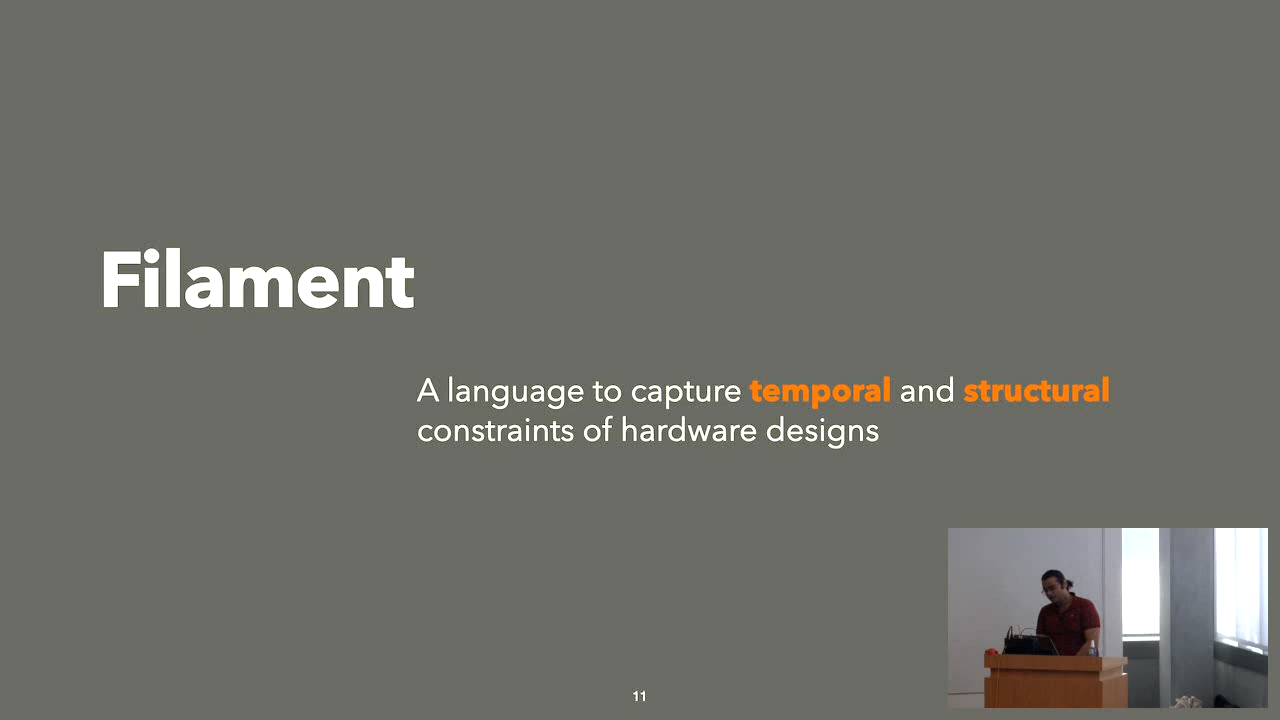 Filament
A language to capture temporal and structural
constraints of hardware designs
11